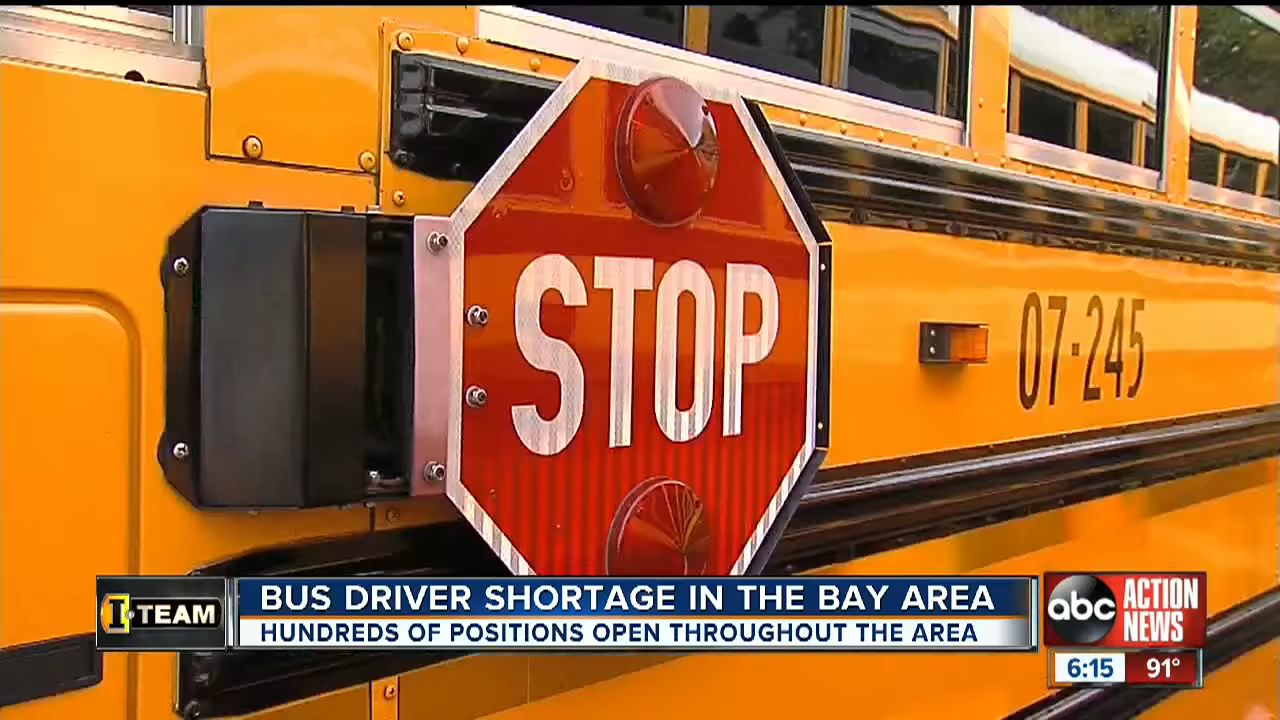 STOP
07-245
I-TEAM
BUS DRIVER SHORTAGE IN THE BAY AREA
HUNDREDS OF POSITIONS OPEN THROUGHOUT THE AREA
abc ACTION NEWS
6:15 91°